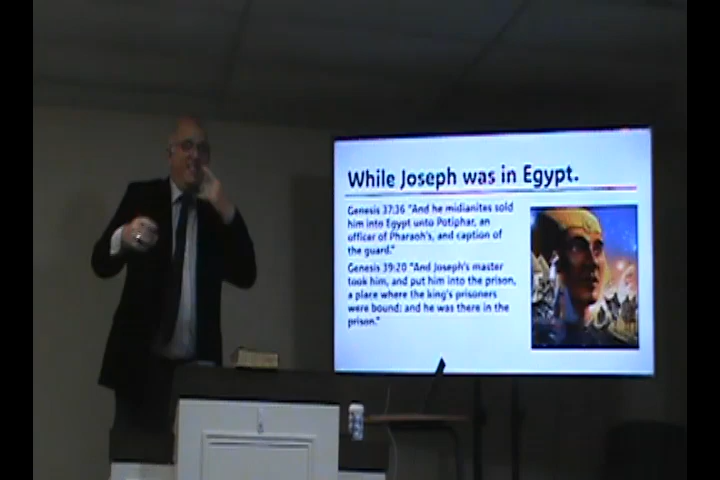 While Joseph was in Egypt.
Genesis 37:36 "And he midianites sold
him into Egypt unto Potiphar, an
officer of Pharaoh's, and caption of
the guard."
Genesis 39:20 "And Joseph's master
took him, and put him into the prison,
a place where the king's prisoners
were bound: and he was there in the
prison."